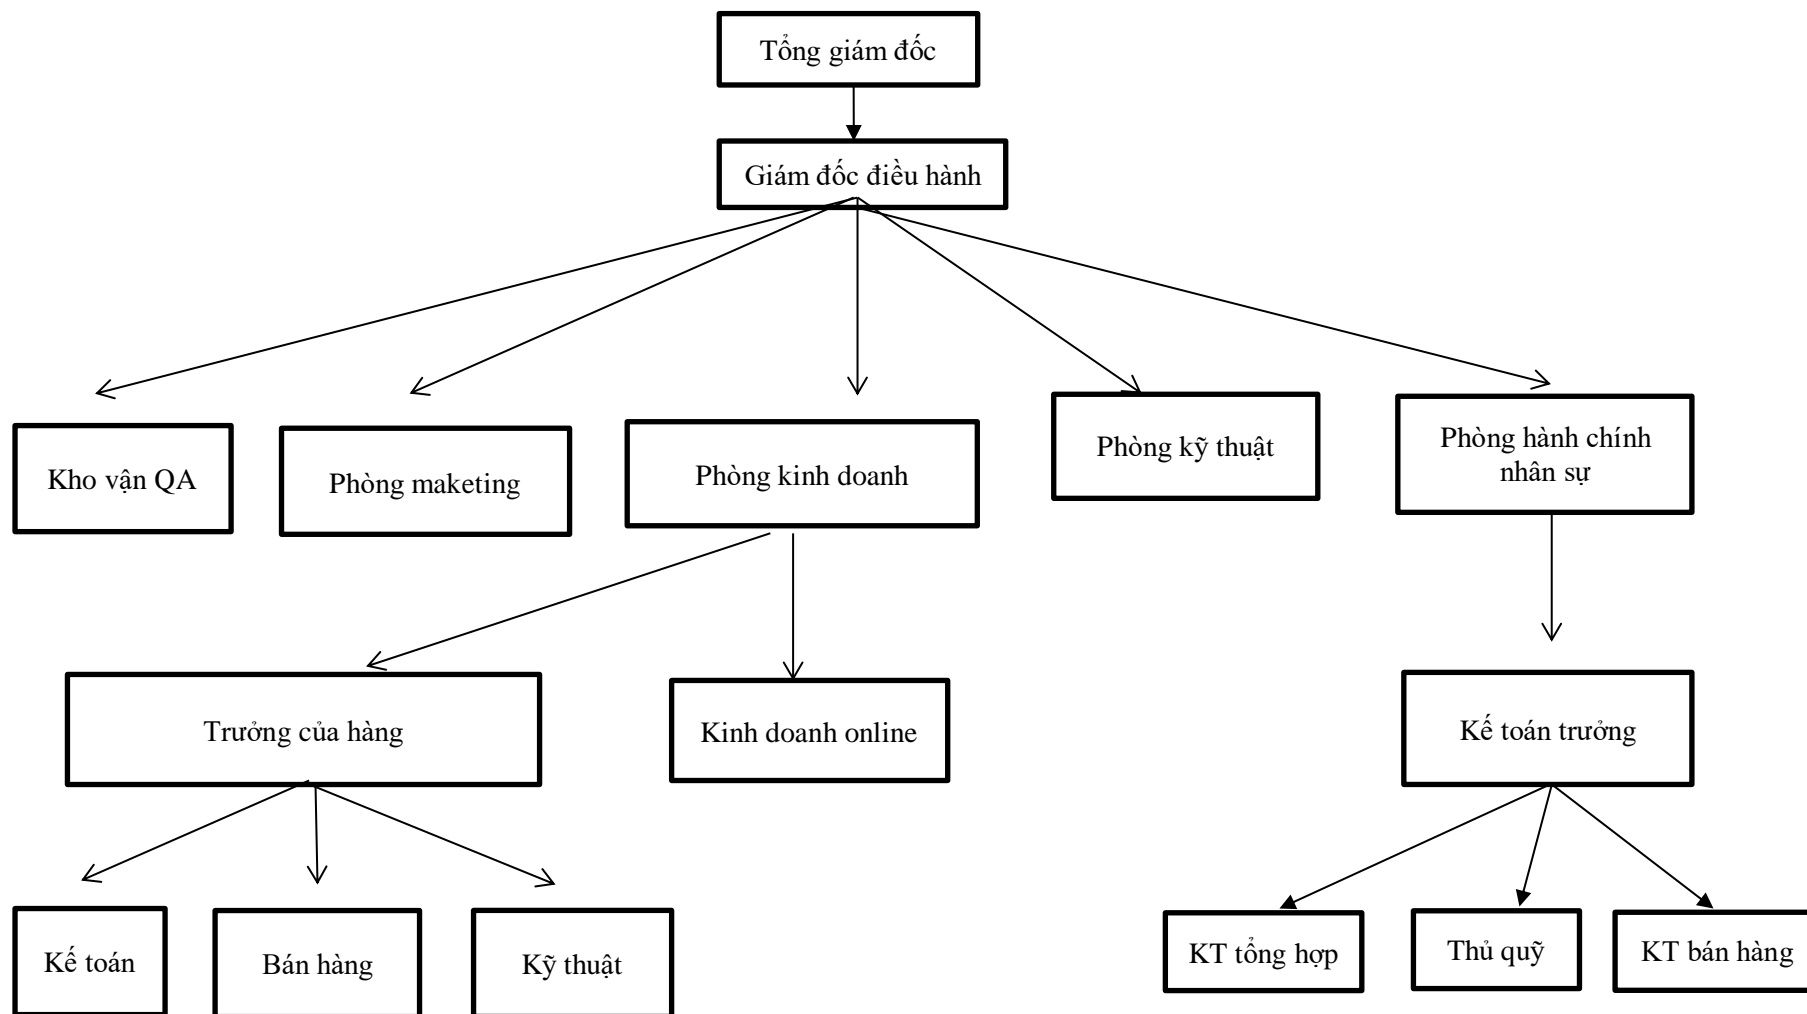 Tổng giám đốc
Giám đốc điều hành
Kho vận QA
Phòng maketing
Phòng kinh doanh
Phòng kỹ thuật
Phòng hành chính
nhân sự
Trưởng của hàng
Kinh doanh online
Kế toán trưởng
Kế toán
Bán hàng
Kỹ thuật
KT tổng hợp
Thủ quỹ
KT bán hàng